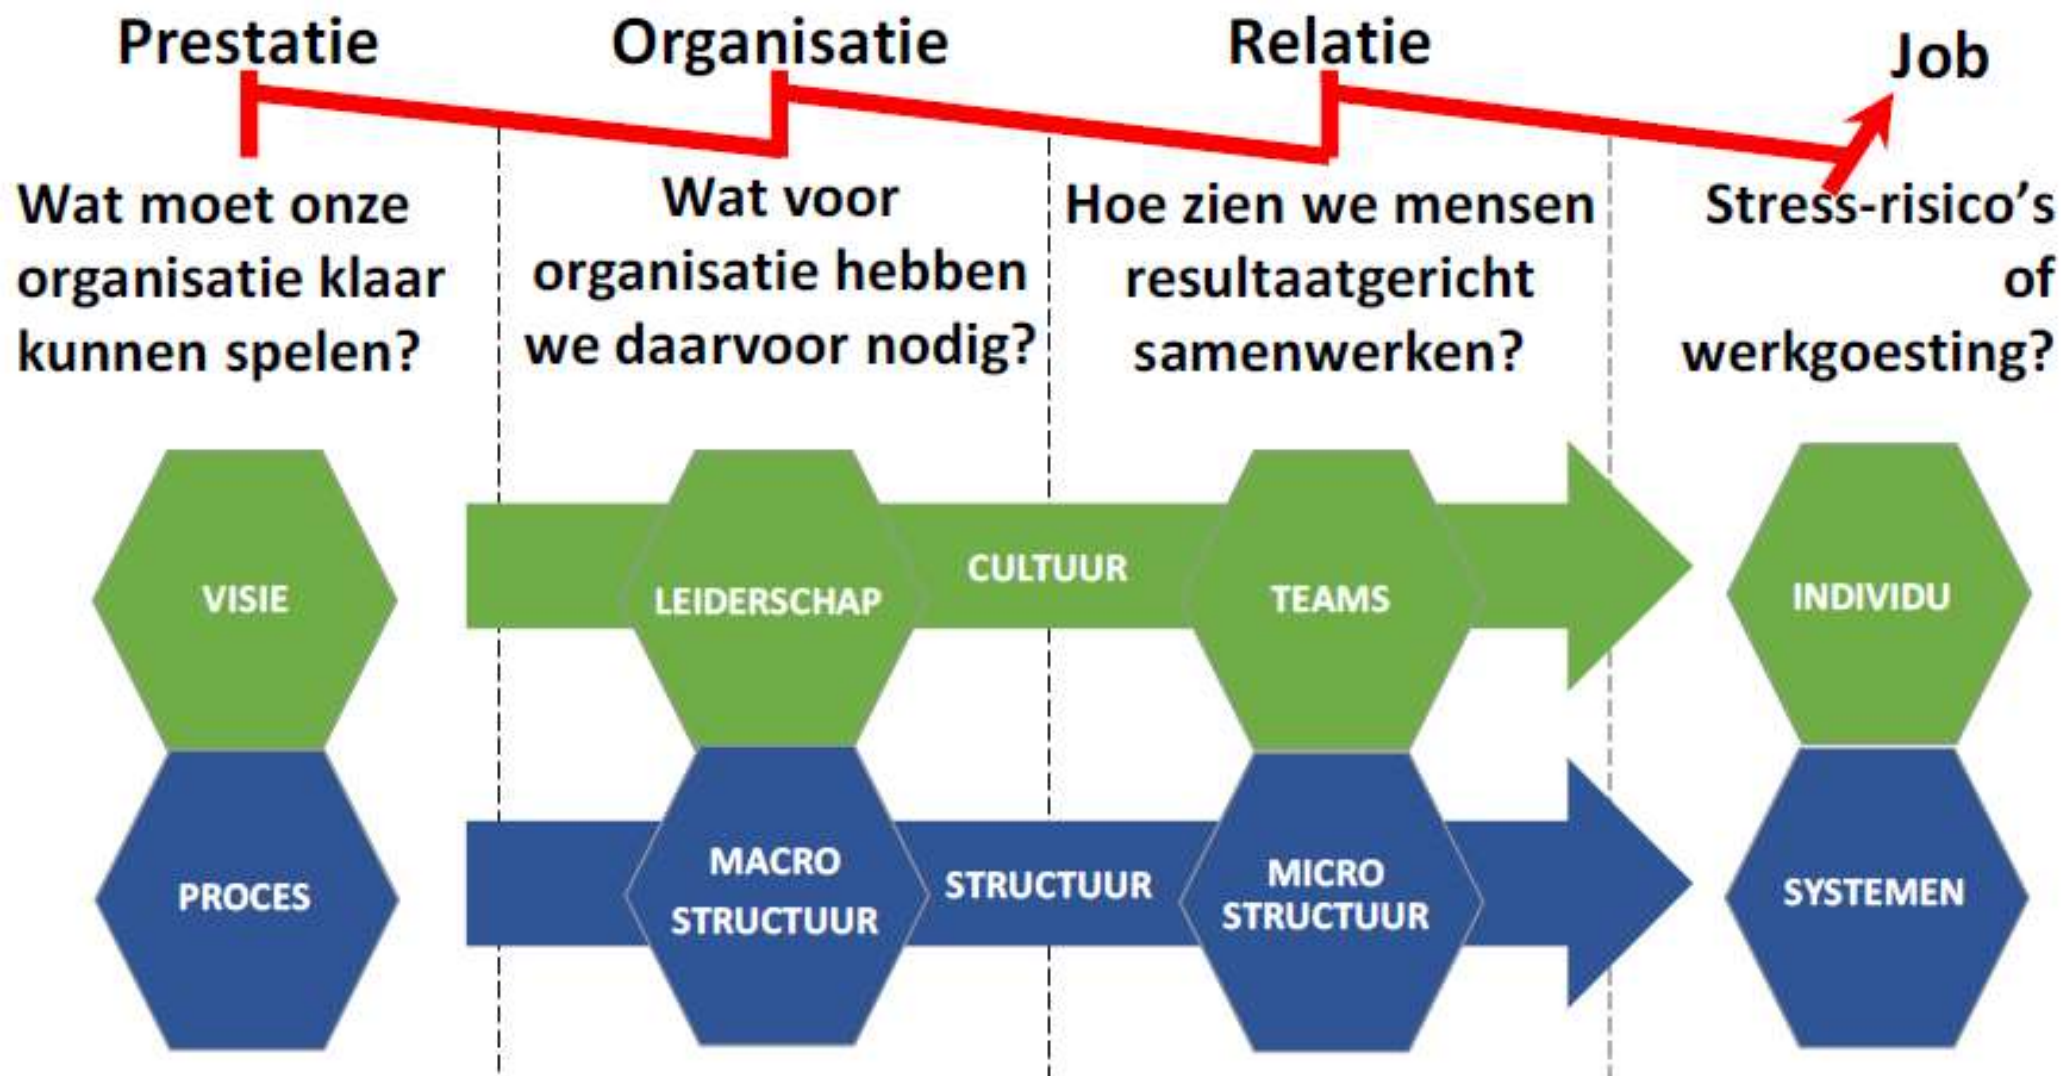 Prestatie
Organisatie
Relatie
Job
Wat moet onze
organisatie klaar
kunnen spelen?
Wat voor
organisatie hebben
we daarvoor nodig?
Hoe zien we mensen
resultaatgericht
samenwerken?
Stress-risico's
of
werkgoesting?
VISIE
LEIDERSCHAP
CULTUUR
TEAMS
INDIVIDU
PROCES
MACRO
STRUCTUUR
STRUCTUUR
MICRO
STRUCTUUR
SYSTEMEN